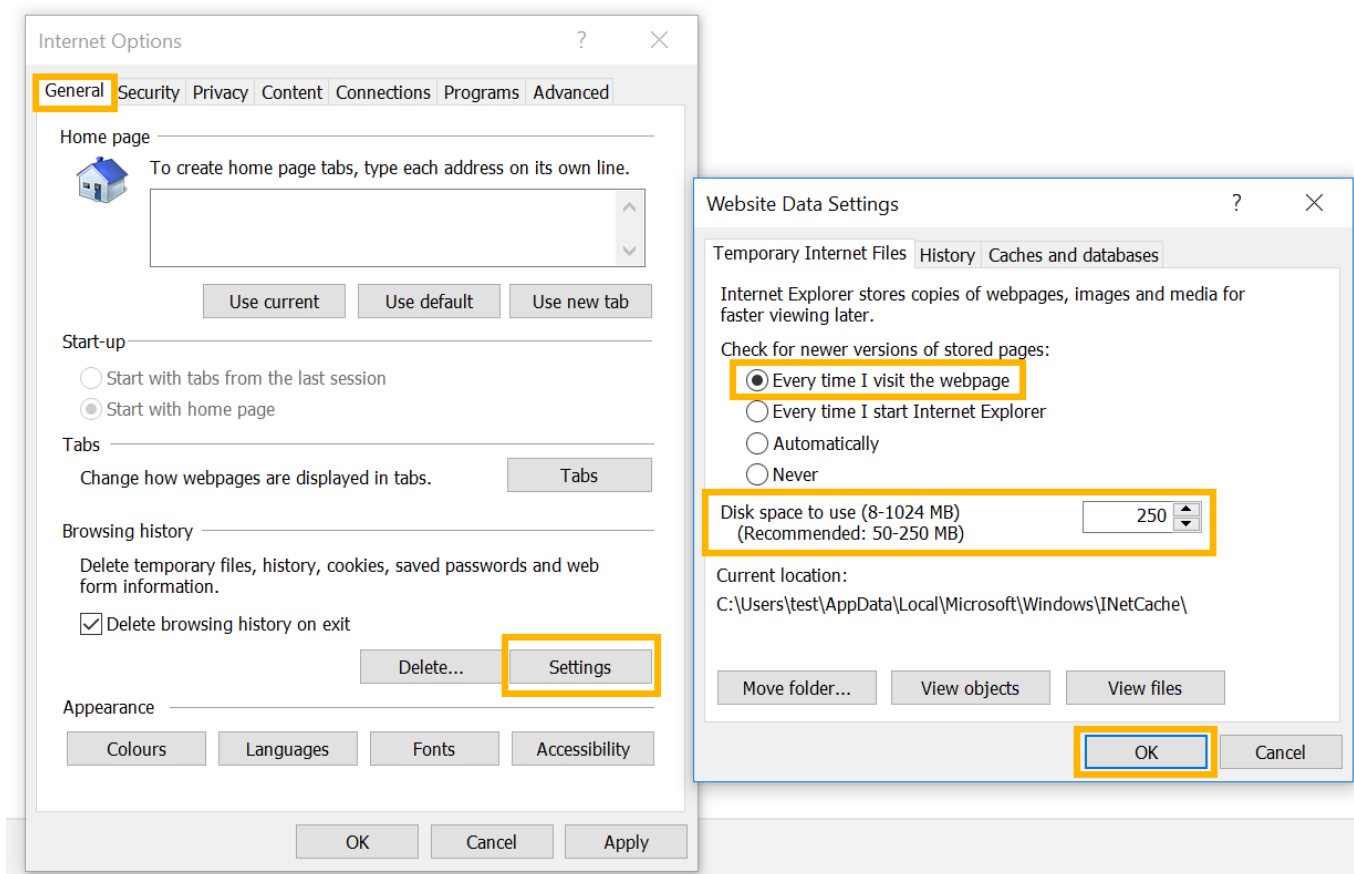 Internet Options
General Security Privacy Content Connections Programs Advanced
Home page
To create home page tabs, type each address on its own line.
Use current Use default Use new tab
Start-up
Start with tabs from the last session
Start with home page
Tabs
Change how webpages are displayed in tabs.
Tabs
Browsing history
Delete temporary files, history, cookies, saved passwords and web
form information.
Delete browsing history on exit
Delete... Settings
Appearance
Colours Languages Fonts Accessibility
OK Cancel Apply
Website Data Settings
Temporary Internet Files History Caches and databases
Internet Explorer stores copies of webpages, images and media for
faster viewing later.
Check for newer versions of stored pages:
Every time I visit the webpage
Every time I start Internet Explorer
Automatically
Never
Disk space to use (8-1024 MB)
(Recommended: 50-250 MB)
250
Current location:
C:\Users\test\AppData\Local\Microsoft\Windows\INetCache\
Move folder... View objects View files
OK Cancel